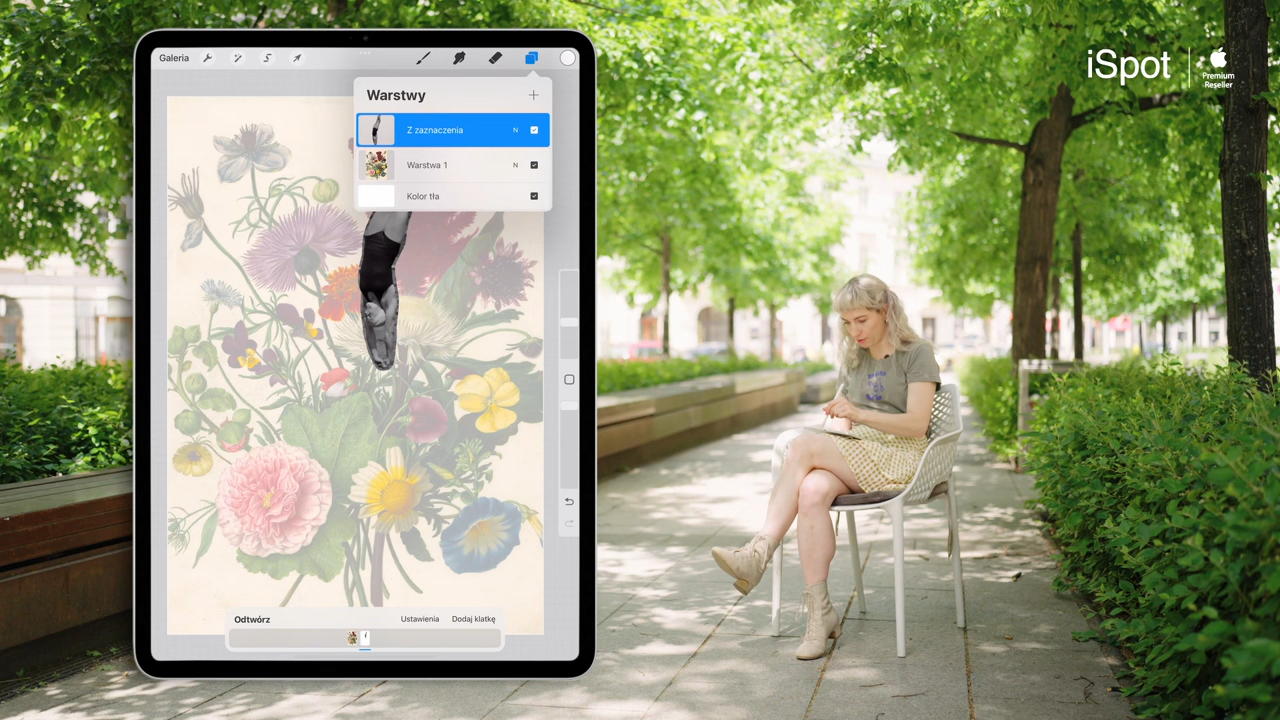 Galeria
Warstwy
Z zaznaczenia N
Warstwa 1 N
Kolor tła
Odtwórz Ustawienia Dodaj klatkę
iSpot
Premium
Reseller